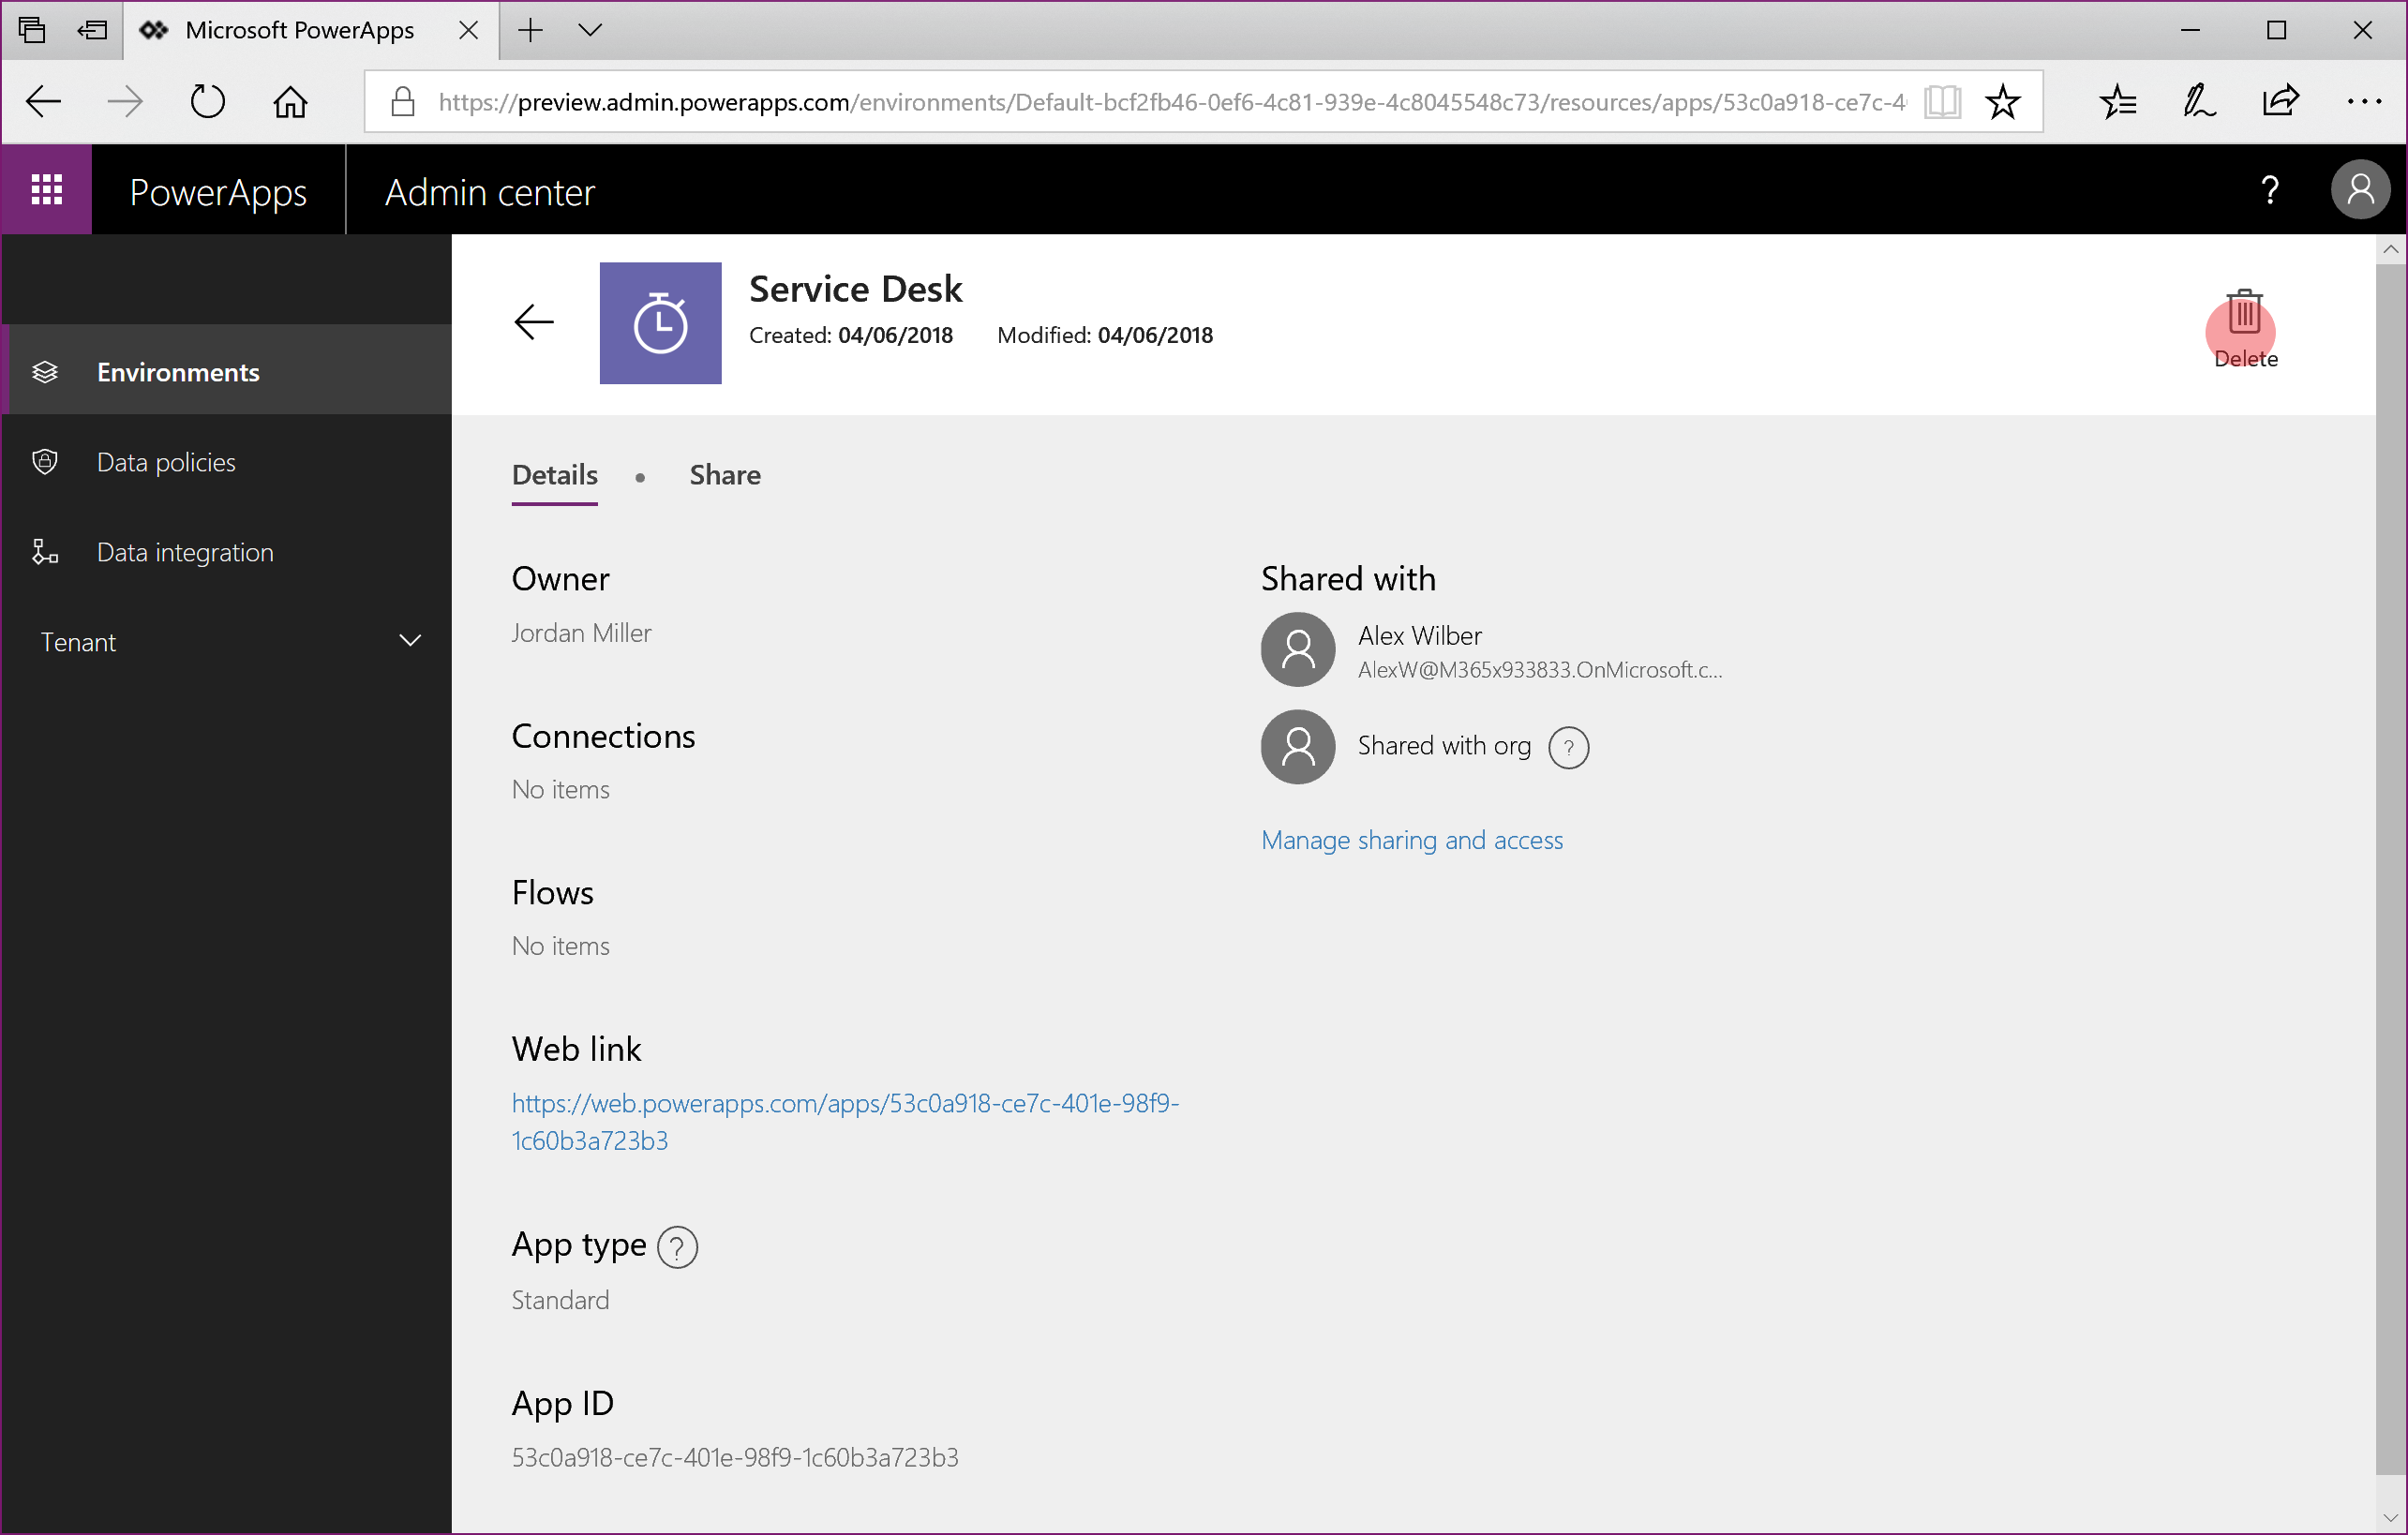 Microsoft PowerApps
https://preview.admin.powerapps.com/environments/Default-bcf2fb46-0ef6-4c81-939e-4c8045548c73/resources/apps/53c0a918-ce7c-4
PowerApps
Admin center
?
Service Desk
Created: 04/06/2018
Modified: 04/06/2018
Delete
Environments
Data policies
Data integration
Tenant
Details
Share
Owner
Jordan Miller
Connections
No items
Flows
No items
Web link
https://web.powerapps.com/apps/53c0a918-ce7c-401e-98f9-
1c60b3a723b3
App type ?
Standard
App ID
53c0a918-ce7c-401e-98f9-1c60b3a723b3
Shared with
Alex Wilber
AlexW@M365x933833.OnMicrosoft.c...
Shared with org ?
Manage sharing and access